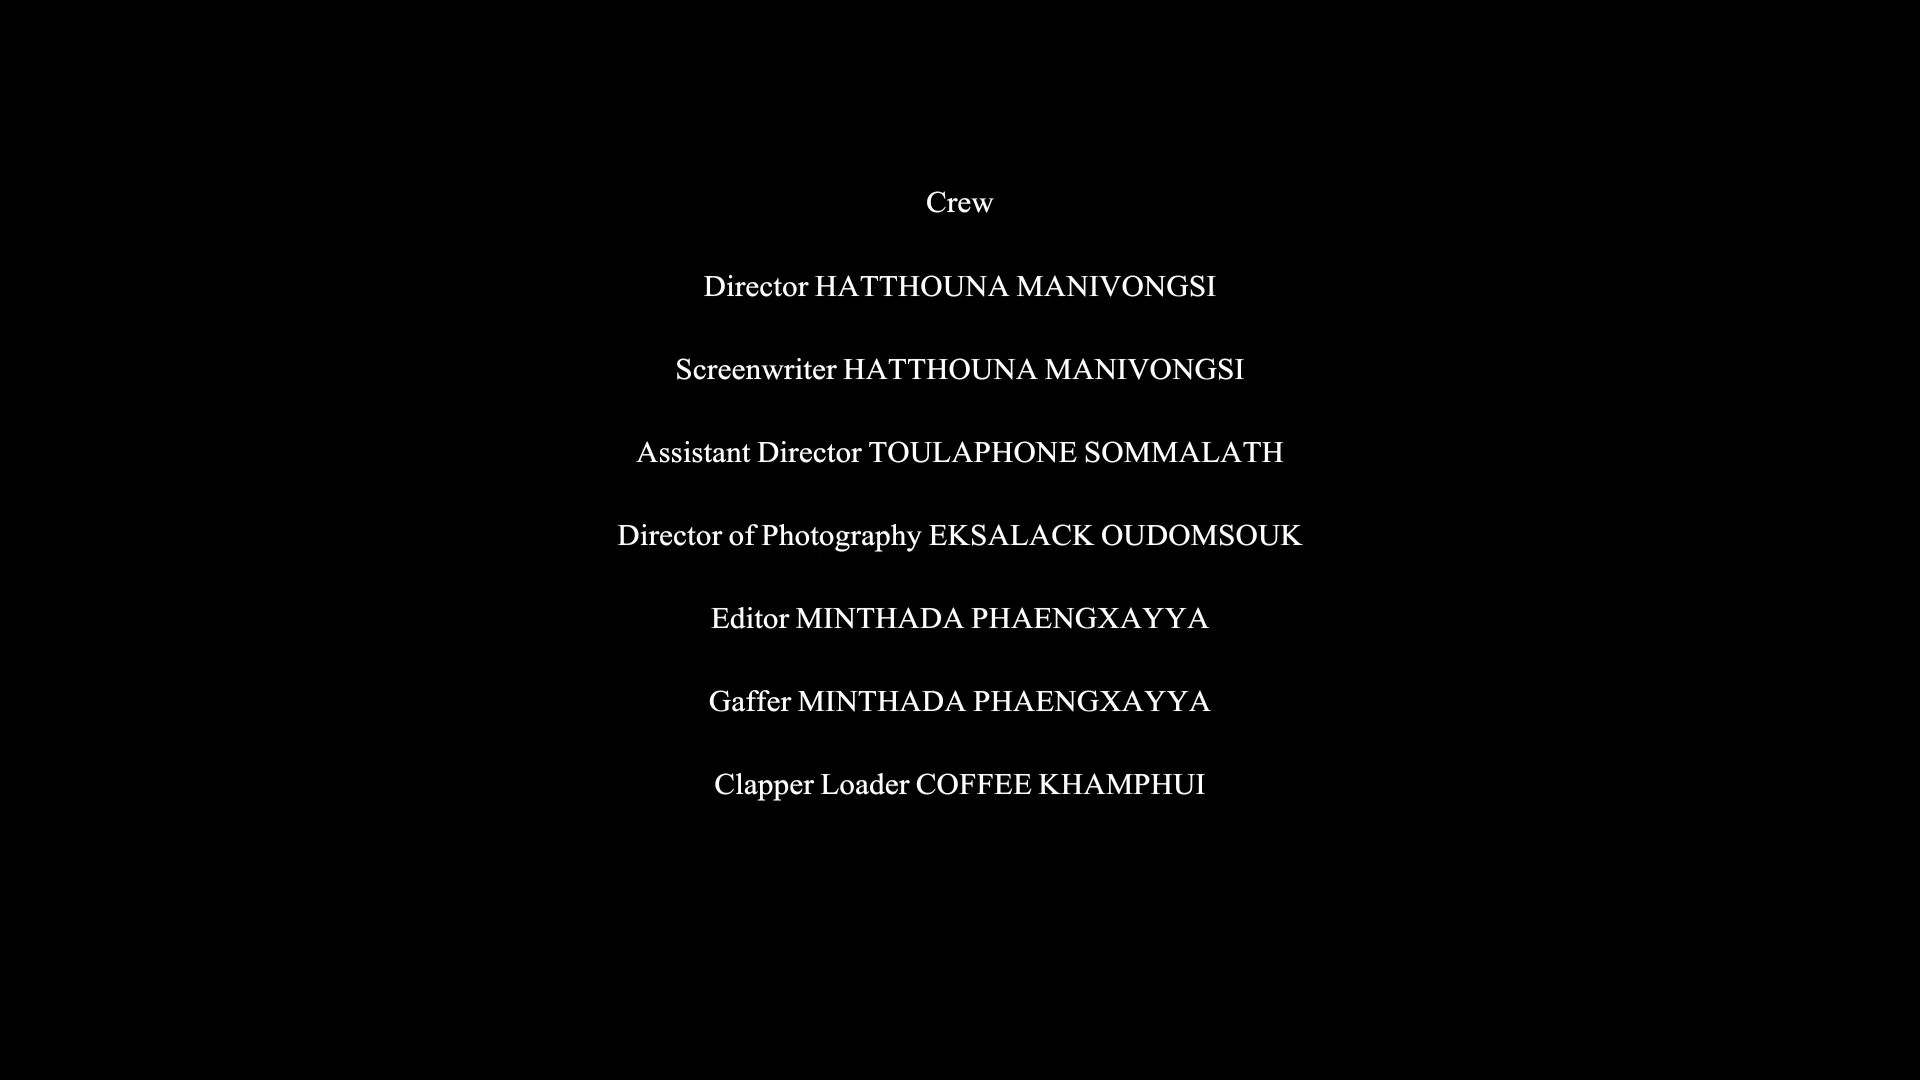 Crew
Director HATTHOUNA MANIVONGSI
Screenwriter HATTHOUNA MANIVONGSI
Assistant Director TOULAPHONE SOMMALATH
Director of Photography EKSALACK OUDOMSOUK
Editor MINTHADA PHAENGXAYYA
Gaffer MINTHADA PHAENGXAYYA
Clapper Loader COFFEE KHAMPHUI